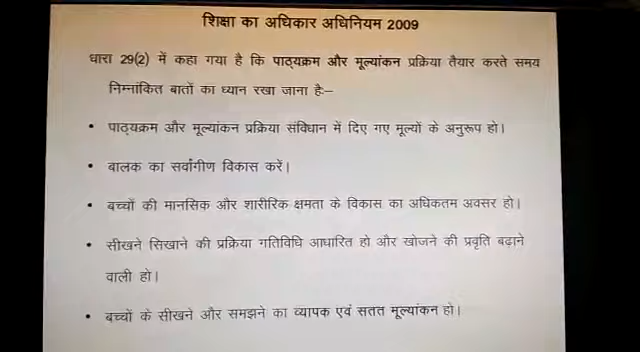 शिक्षा का अधिकार अधिनियम 2009
धारा 29(2) में कहा गया है कि पाठ्यक्रम और मूल्यांकन प्रक्रिया तैयार करते समय
निम्नांकित बातों का ध्यान रखा जाना है:–
• पाठ्यक्रम और मूल्यांकन प्रक्रिया संविधान में दिए गए मूल्यों के अनुरूप हो।
• बालक का सर्वांगीण विकास करें।
• बच्चों की मानसिक और शारीरिक क्षमता के विकास का अधिकतम अवसर हो।
• सीखने सिखाने की प्रक्रिया गतिविधि आधारित हो और खोजने की प्रवृति बढ़ाने
वाली हो।
• बच्चों के सीखने और समझने का व्यापक एवं सतत मूल्यांकन हो।